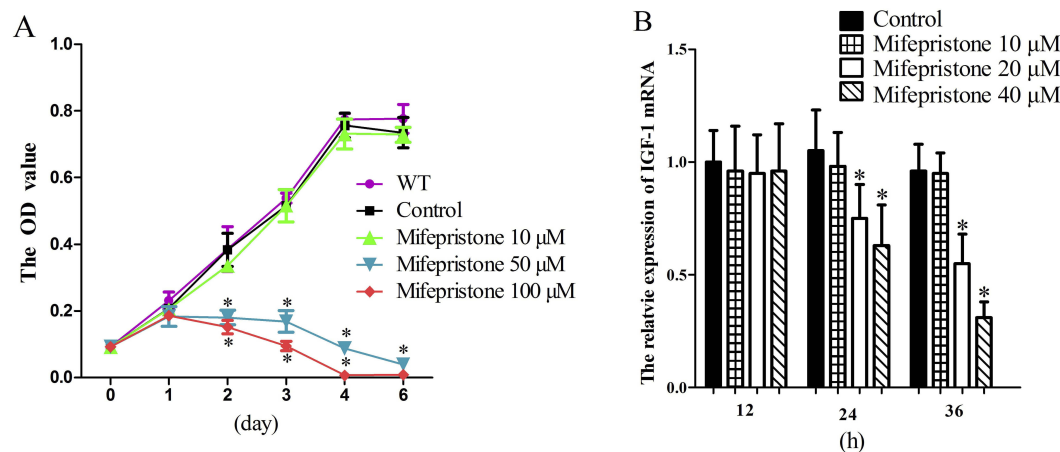 A
1.0
0.8
0.6
0.4
0.2
0.0
The OD value
0 1 2 3 4 6
(day)
WT
Control
Mifepristone 10 μM
Mifepristone 50 μM
Mifepristone 100 μM
* * * *
* * *
B
Control
Mifepristone 10 μM
Mifepristone 20 μM
Mifepristone 40 μM
1.5
1.0
0.5
0.0
The relatvie expression of IGF-1 mRNA
* *
* *
12 24 36
(h)